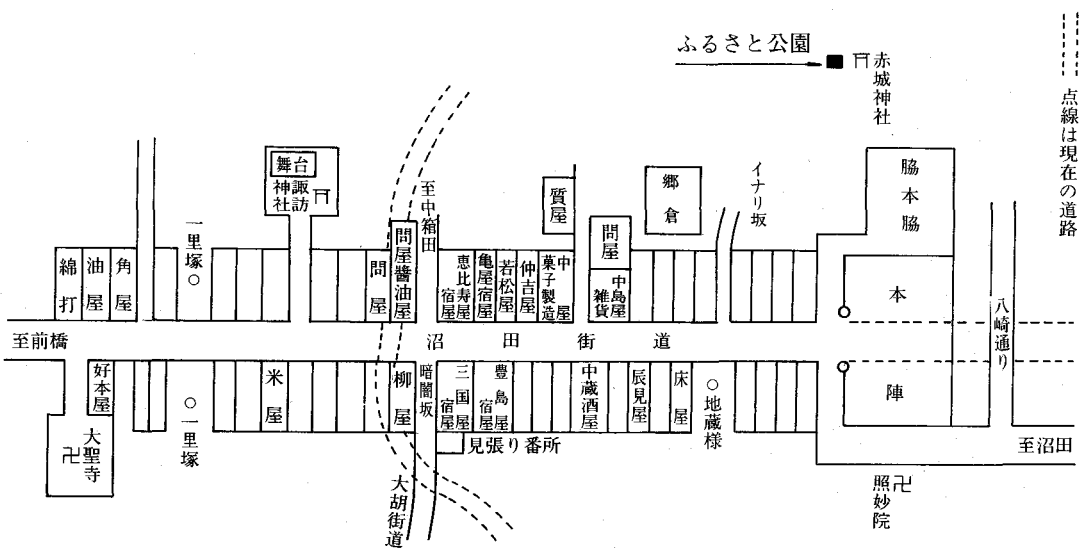 ふるさと公園
赤城神社
点線は現在の道路
舞台
諏訪神社
至中箱田
質屋
郷倉
イナリ坂
脇本陣
一里塚
綿打
油屋
角屋
問屋
問屋醬油屋
恵比寿屋宿屋
亀屋宿屋
若松屋
仲吉屋
中屋菓子製造
問屋
中島屋雑貨
本陣
八崎通り
至前橋
沼田街道
好本屋
大聖寺
一里塚
米屋
柳屋
暗闇坂
三国屋宿屋
豊島屋宿屋
中蔵酒屋
辰見屋
床屋
地蔵様
見張り番所
大胡街道
至沼田
照妙院